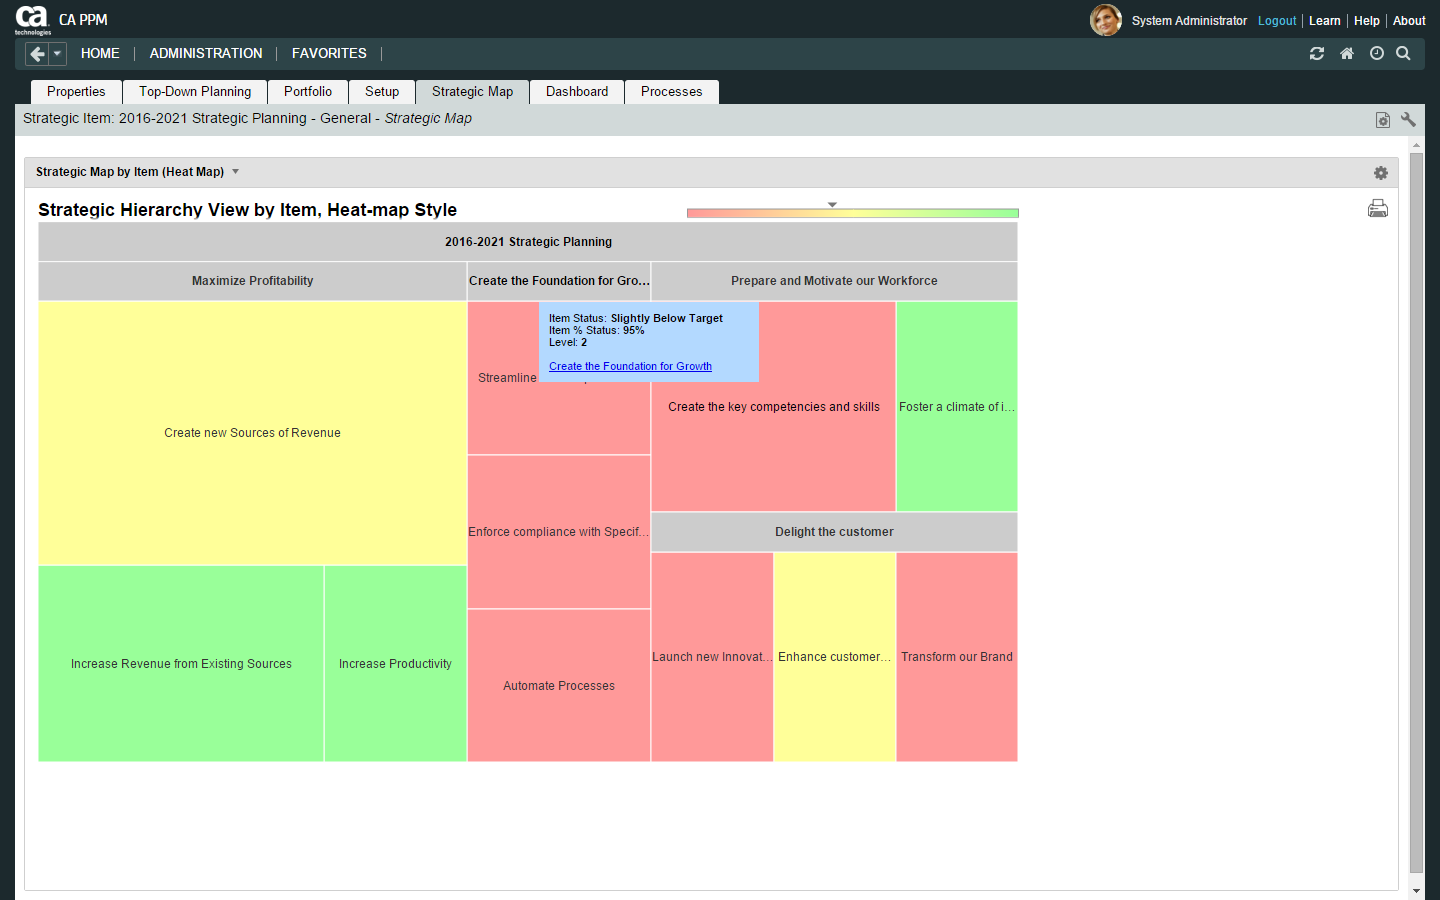 ca
technologies
CA PPM
System Administrator Logout Learn Help About
HOME ADMINISTRATION FAVORITES
Properties Top-Down Planning Portfolio Setup Strategic Map Dashboard Processes
Strategic Item: 2016-2021 Strategic Planning - General - Strategic Map
Strategic Map by Item (Heat Map)
Strategic Hierarchy View by Item, Heat-map Style
2016-2021 Strategic Planning
Maximize Profitability
Create the Foundation for Gro...
Prepare and Motivate our Workforce
Item Status: Slightly Below Target
Item % Status: 95%
Level: 2
Create the Foundation for Growth
Streamline
Create the key competencies and skills
Foster a climate of i...
Create new Sources of Revenue
Enforce compliance with Specif...
Delight the customer
Increase Revenue from Existing Sources
Increase Productivity
Automate Processes
Launch new Innovat...
Enhance customer...
Transform our Brand